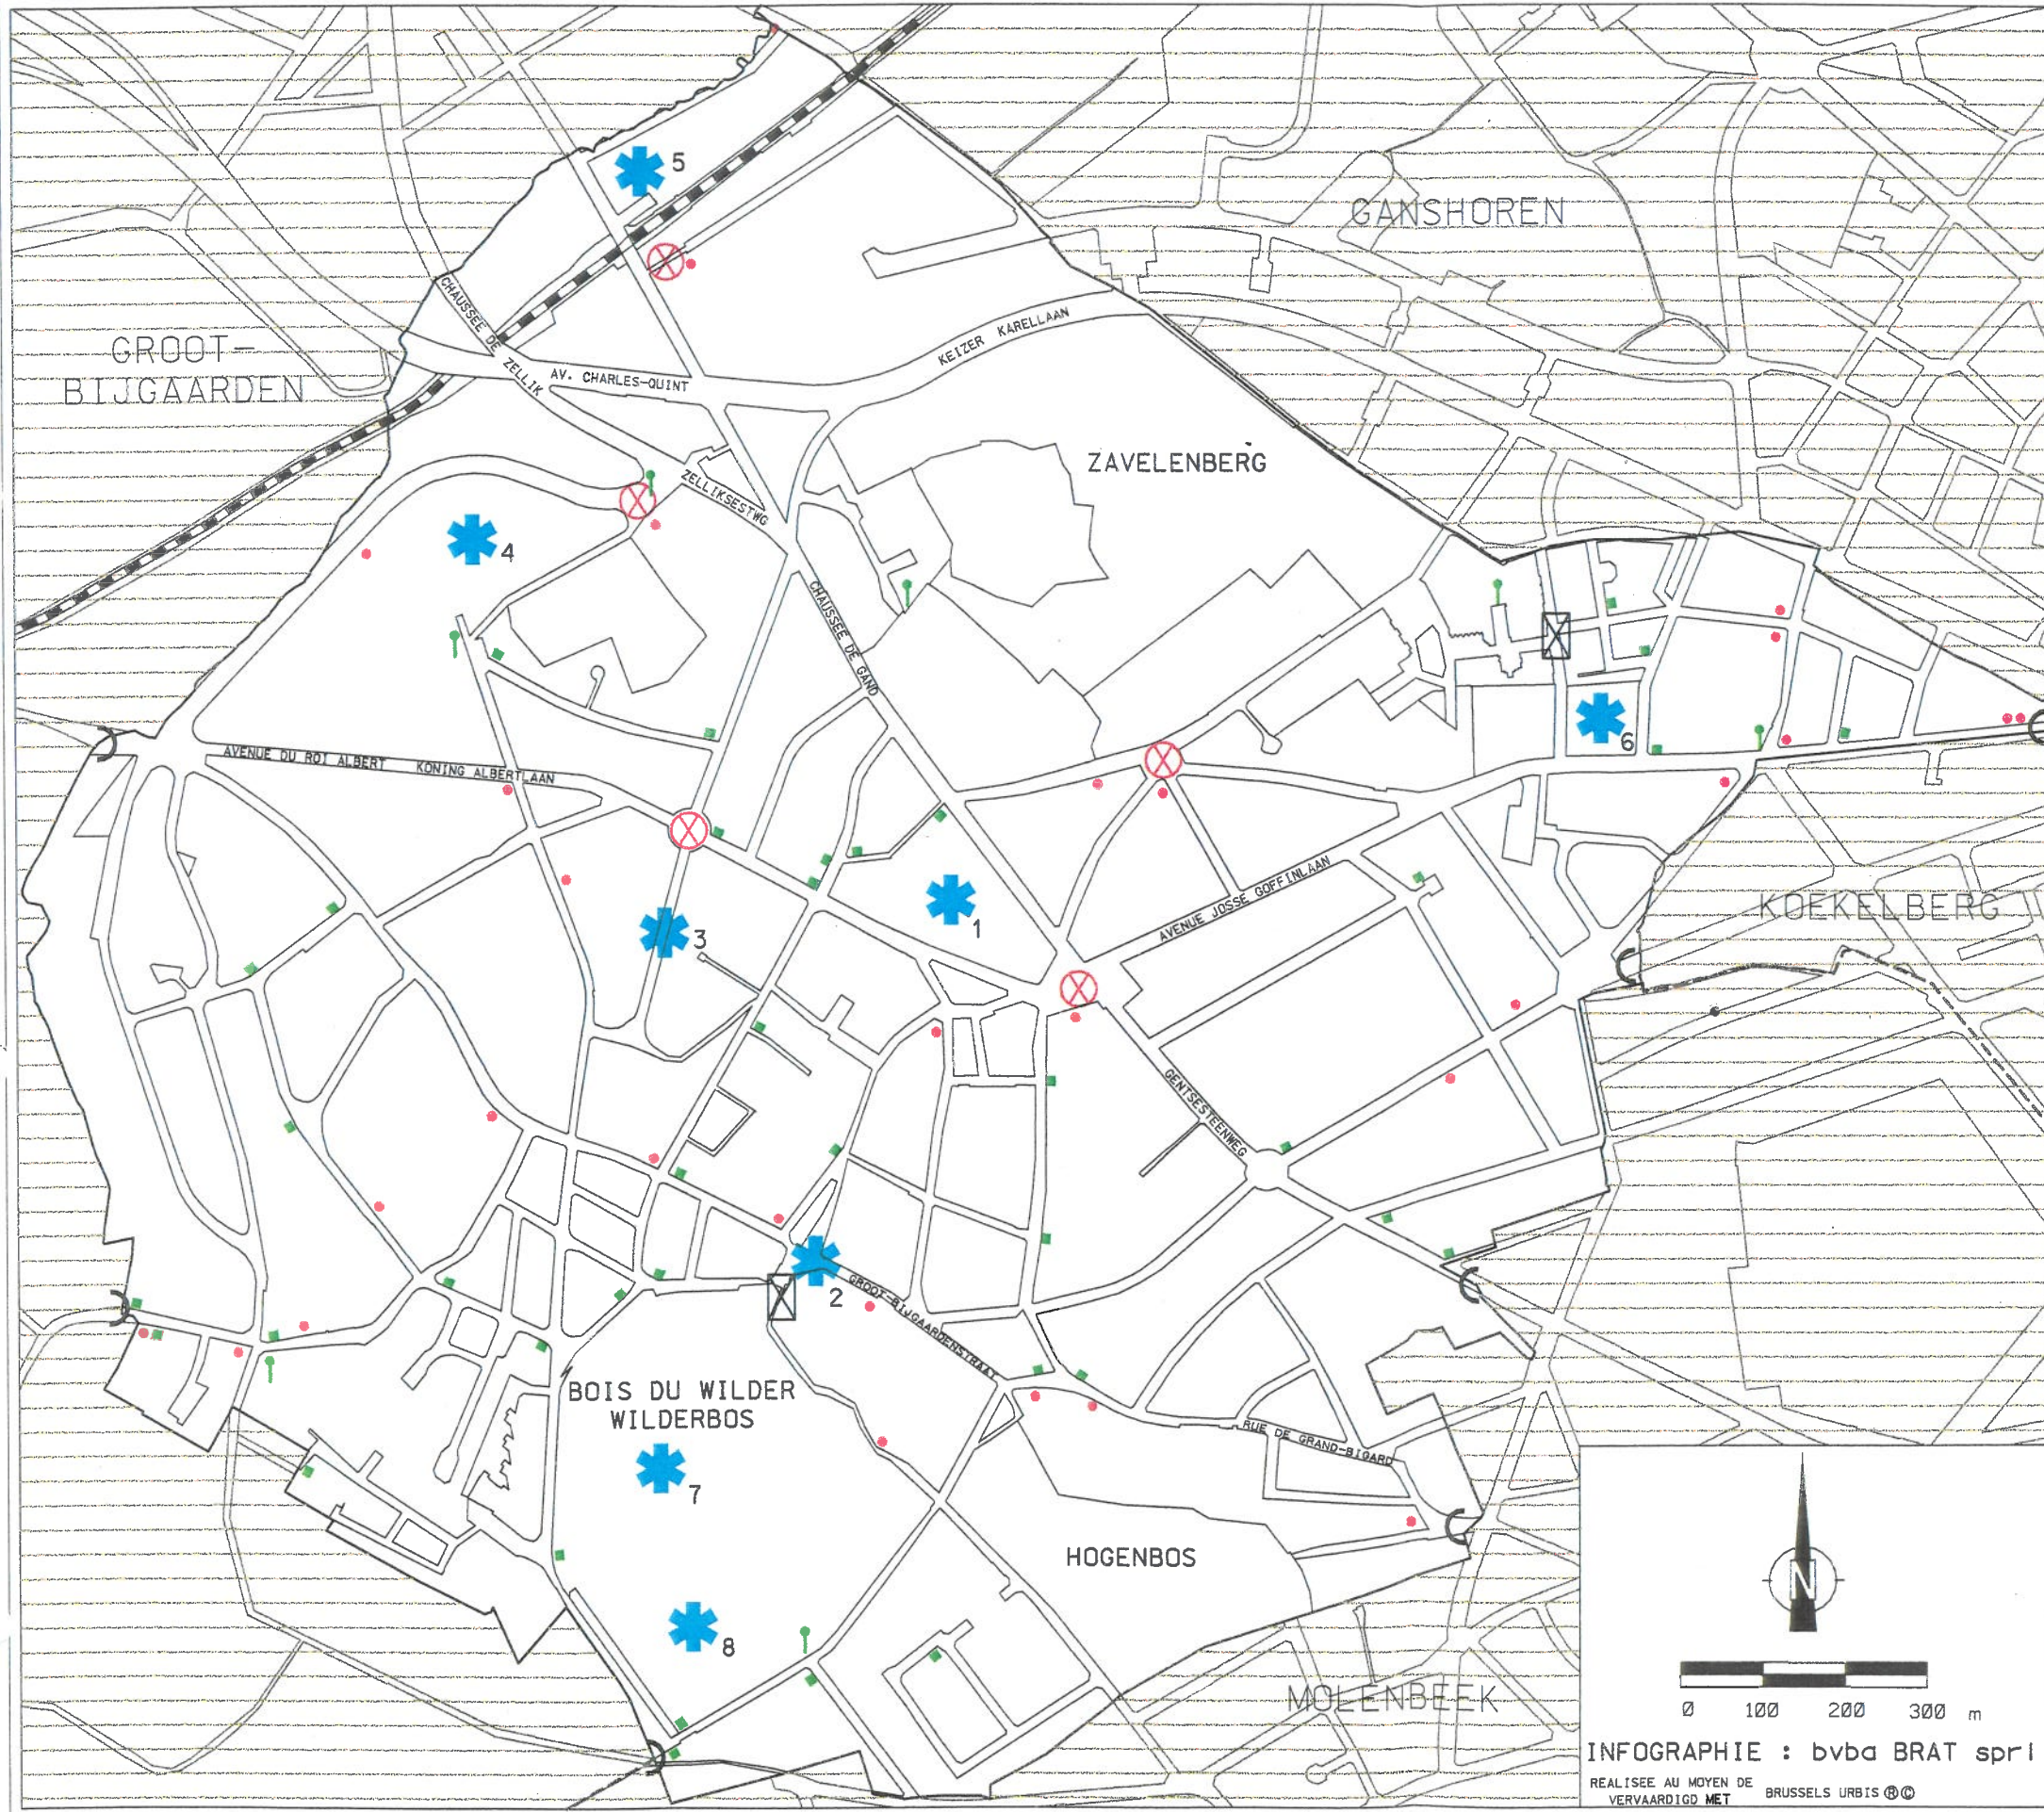 5
GANSHOREN
CHAUSSEE DE ZELLIK
KEIZER KARELLAAN
GROOT-
BIJGAARDEN
AV. CHARLES-QUINT
ZAVELENBERG
ZELLIKSESTWG
4
CHAUSSEE DE GAND
6
AVENUE DU ROI ALBERT KONING ALBERTLAAN
AVENUE JOSSE GOFFINLAAN
KOEKELBERG
1
3
GENTSESTEENWEG
2
GROOT-BIJGAARDENSTRAAT
BOIS DU WILDER
WILDERBOS
RUE DE GRAND-BIGARD
7
HOGENBOS
N
8
MOLENBEEK
0 100 200 300 m
INFOGRAPHIE : bvba BRAT sprl
REALISEE AU MOYEN DE
VERVAARDIGD MET
BRUSSELS URBIS ®©